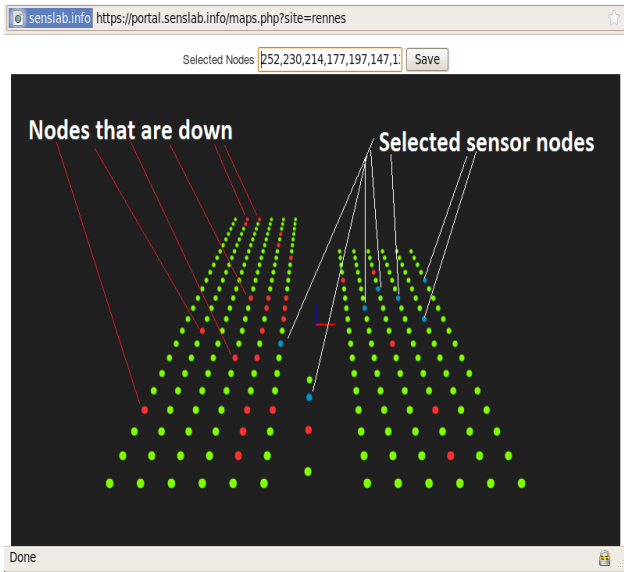 senslab.info https://portal.senslab.info/maps.php?site=rennes
Selected Nodes 252,230,214,177,197,147,1 Save
Nodes that are down
Selected sensor nodes
Done